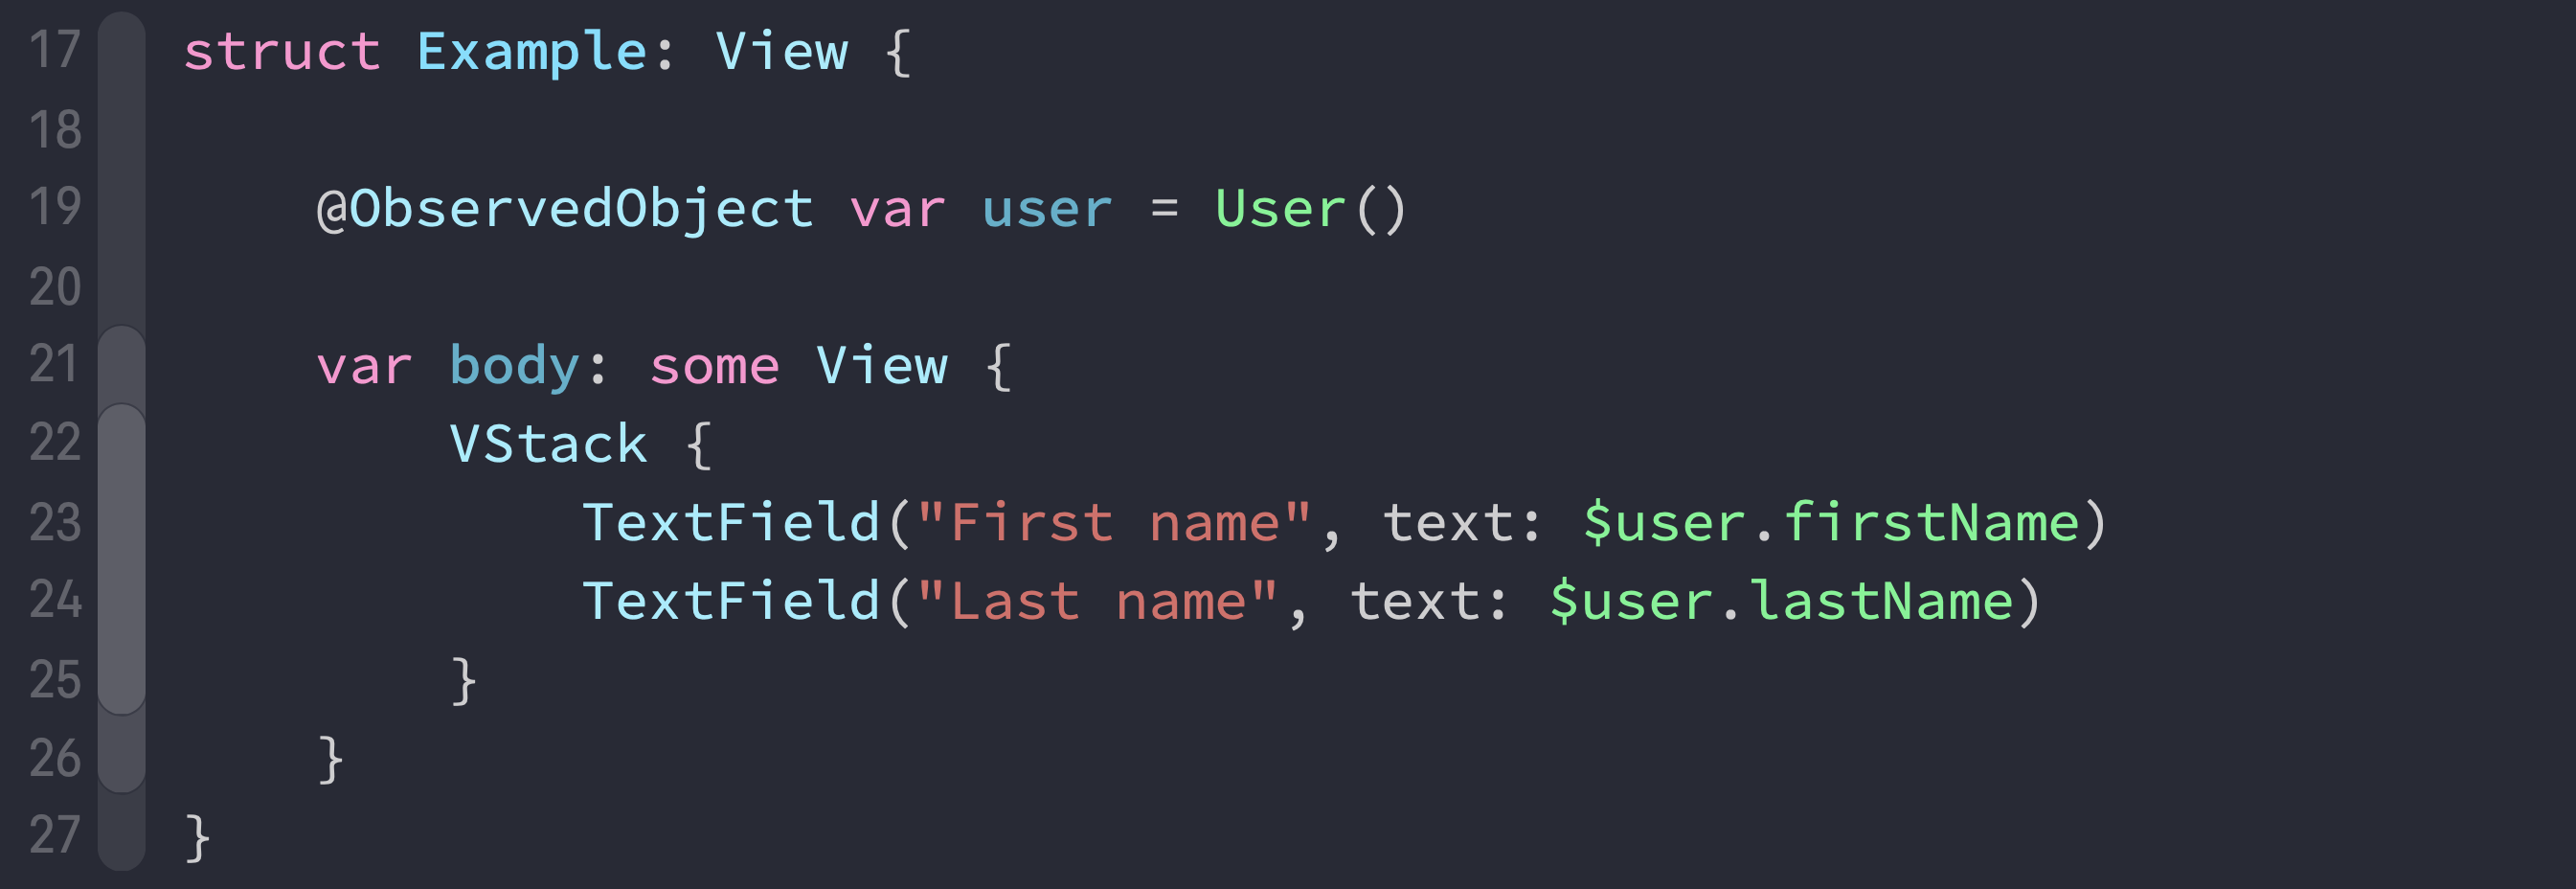 17 struct Example: View {
18
19     @ObservedObject var user = User()
20
21     var body: some View {
22         VStack {
23             TextField("First name", text: $user.firstName)
24             TextField("Last name", text: $user.lastName)
25         }
26     }
27 }